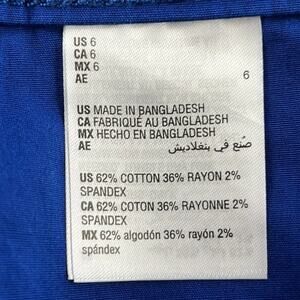 US 6
CA 6
MX 6
AE 6
US MADE IN BANGLADESH
CA FABRIQUÉ AU BANGLADESH
MX HECHO EN BANGLADESH
AE صُنع في بنغلاديش
US 62% COTTON 36% RAYON 2%
SPANDEX
CA 62% COTON 36% RAYONNE 2%
SPANDEX
MX 62% algodón 36% rayón 2%
spándex